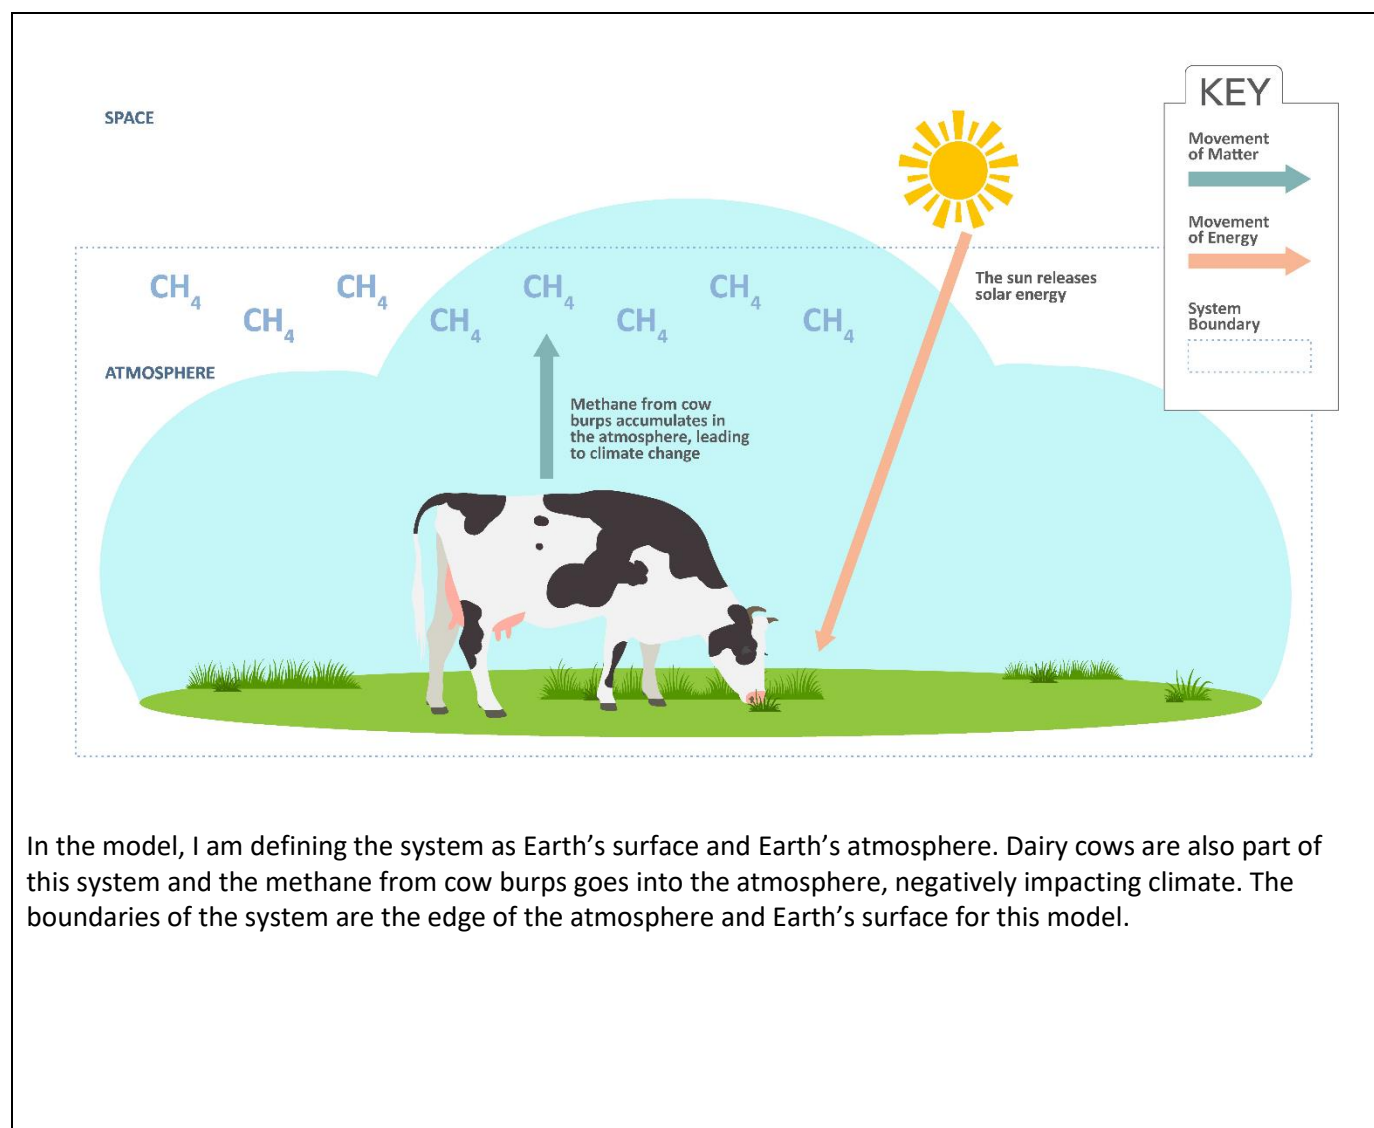 SPACE
KEY
Movement
of Matter
Movement
of Energy
System
Boundary
The sun releases
solar energy
CH4 CH4 CH4 CH4
CH4 CH4 CH4 CH4
ATMOSPHERE
Methane from cow
burps accumulates in
the atmosphere, leading
to climate change
In the model, I am defining the system as Earth’s surface and Earth’s atmosphere. Dairy cows are also part of
this system and the methane from cow burps goes into the atmosphere, negatively impacting climate. The
boundaries of the system are the edge of the atmosphere and Earth’s surface for this model.